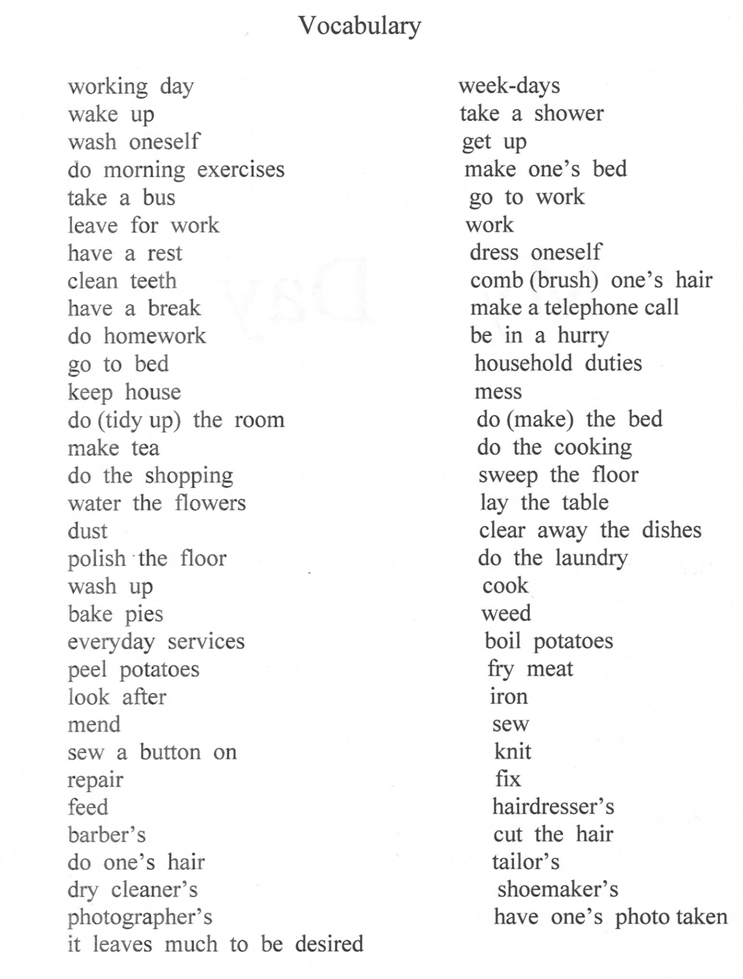 Vocabulary
working day
wake up
wash oneself
do morning exercises
take a bus
leave for work
have a rest
clean teeth
have a break
do homework
go to bed
keep house
do (tidy up) the room
make tea
do the shopping
water the flowers
dust
polish the floor
wash up
bake pies
everyday services
peel potatoes
look after
mend
sew a button on
repair
feed
barber's
do one's hair
dry cleaner's
photographer's
it leaves much to be desired
week-days
take a shower
get up
make one's bed
go to work
work
dress oneself
comb (brush) one's hair
make a telephone call
be in a hurry
household duties
mess
do (make) the bed
do the cooking
sweep the floor
lay the table
clear away the dishes
do the laundry
cook
weed
boil potatoes
fry meat
iron
sew
knit
fix
hairdresser's
cut the hair
tailor's
shoemaker's
have one's photo taken
Day